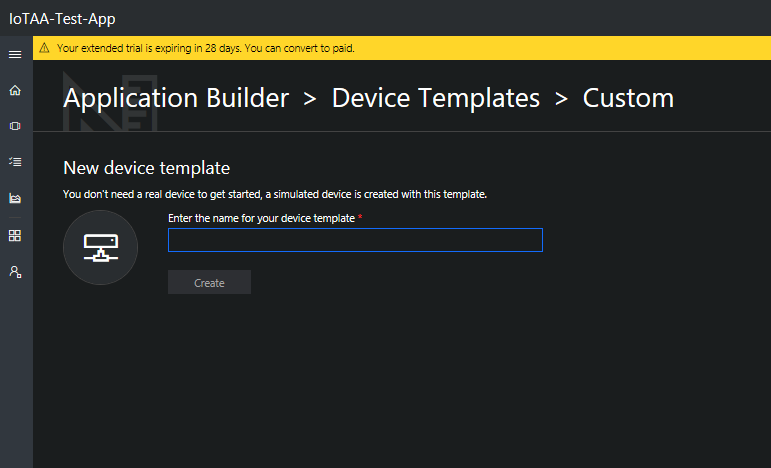 IoTAA-Test-App
Your extended trial is expiring in 28 days. You can convert to paid.
Application Builder > Device Templates > Custom
New device template
You don't need a real device to get started, a simulated device is created with this template.
Enter the name for your device template *
Create